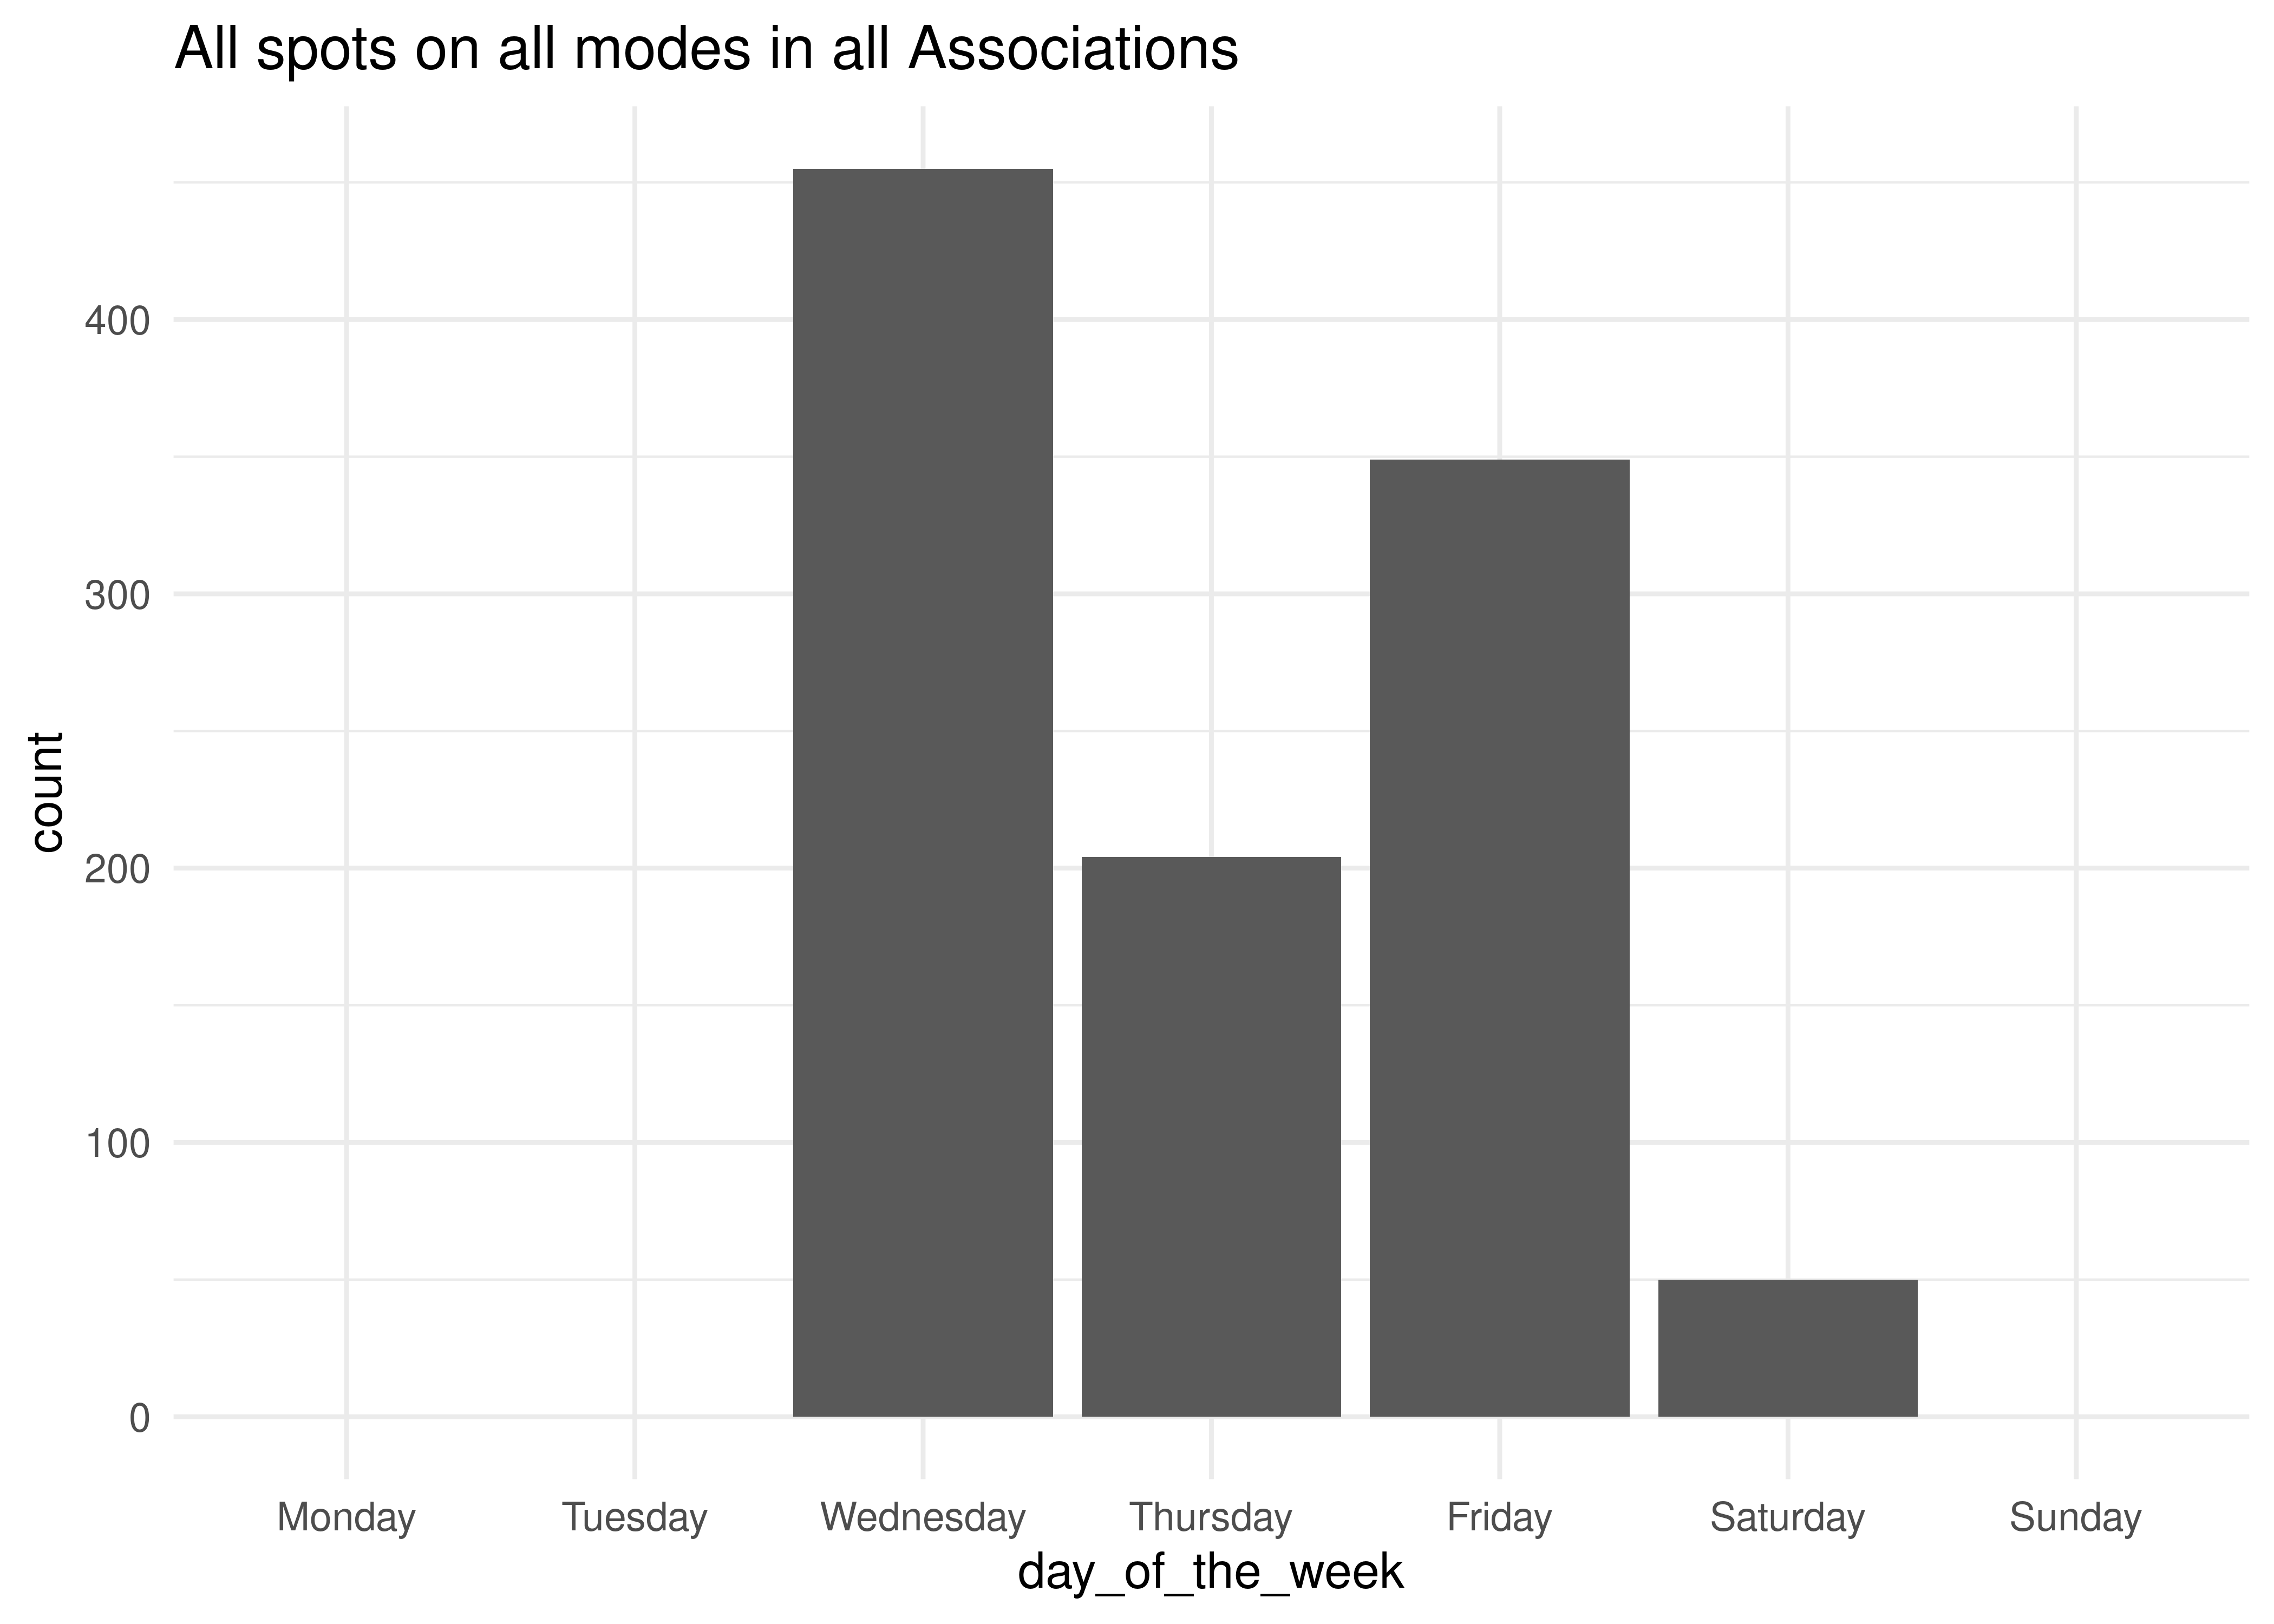 All spots on all modes in all Associations
count
400
300
200
100
0
Monday Tuesday Wednesday Thursday Friday Saturday Sunday
day_of_the_week